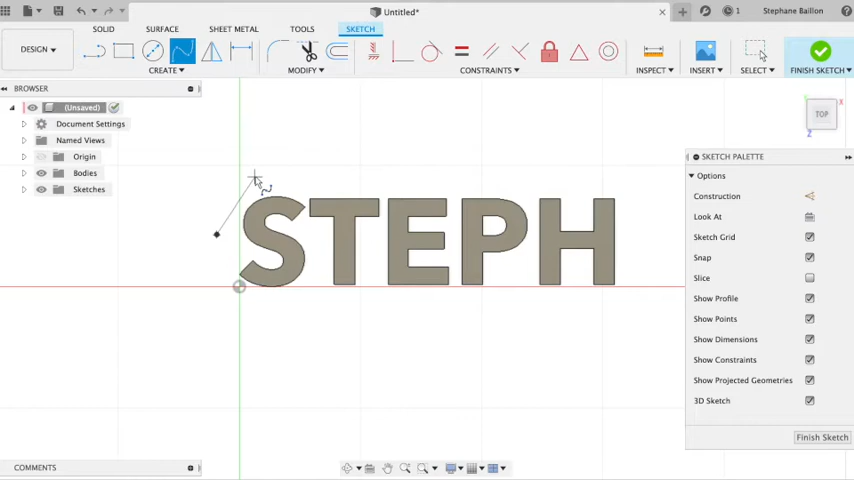 Untitled*
1
Stephane Baillon
DESIGN
SOLID
SURFACE
SHEET METAL
TOOLS
SKETCH
CREATE
MODIFY
CONSTRAINTS
INSPECT
INSERT
SELECT
FINISH SKETCH
BROWSER
(Unsaved)
Document Settings
Named Views
Origin
Bodies
Sketches
STEPH
TOP
X
Z
SKETCH PALETTE
Options
Construction
Look At
Sketch Grid
Snap
Slice
Show Profile
Show Points
Show Dimensions
Show Constraints
Show Projected Geometries
3D Sketch
Finish Sketch
COMMENTS